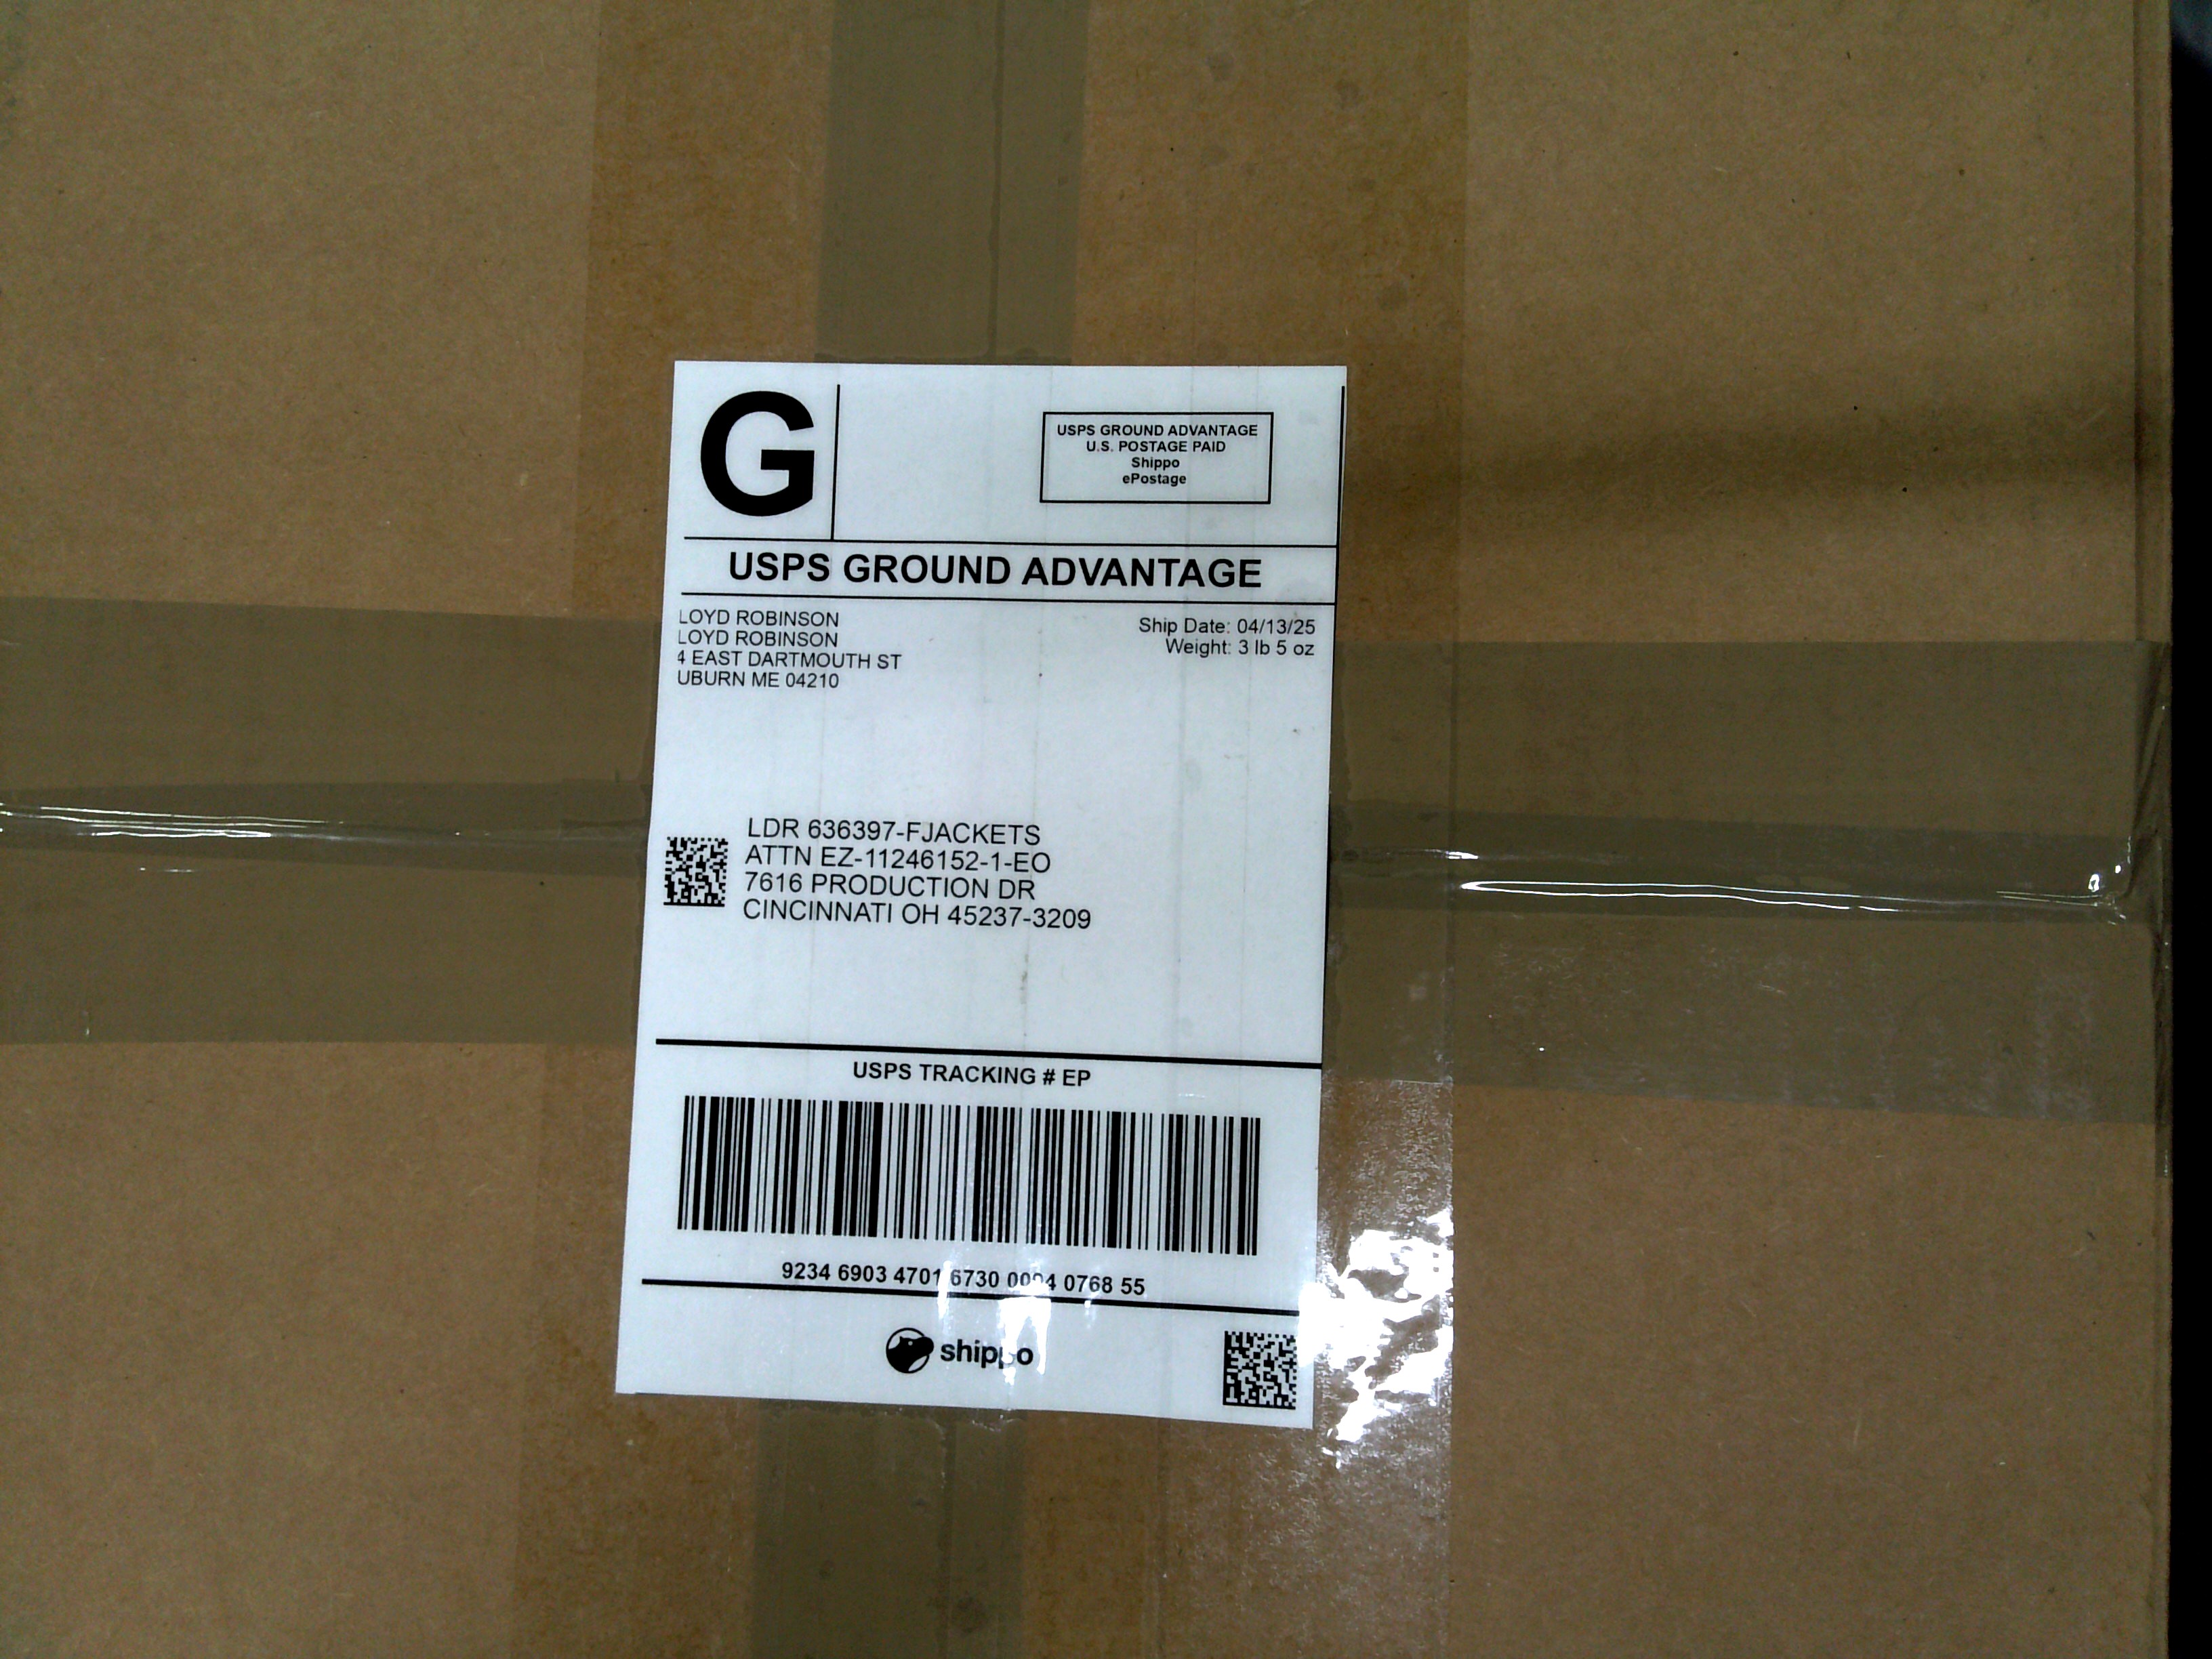 G
USPS GROUND ADVANTAGE
U.S. POSTAGE PAID
Shippo
ePostage
USPS GROUND ADVANTAGE
LOYD ROBINSON
LOYD ROBINSON
4 EAST DARTMOUTH ST
UBURN ME 04210
Ship Date: 04/13/25
Weight: 3 lb 5 oz
LDR 636397-FJACKETS
ATTN EZ-11246152-1-EO
7616 PRODUCTION DR
CINCINNATI OH 45237-3209
USPS TRACKING # EP
9234 6903 4701 6730 0094 0768 55
shippo